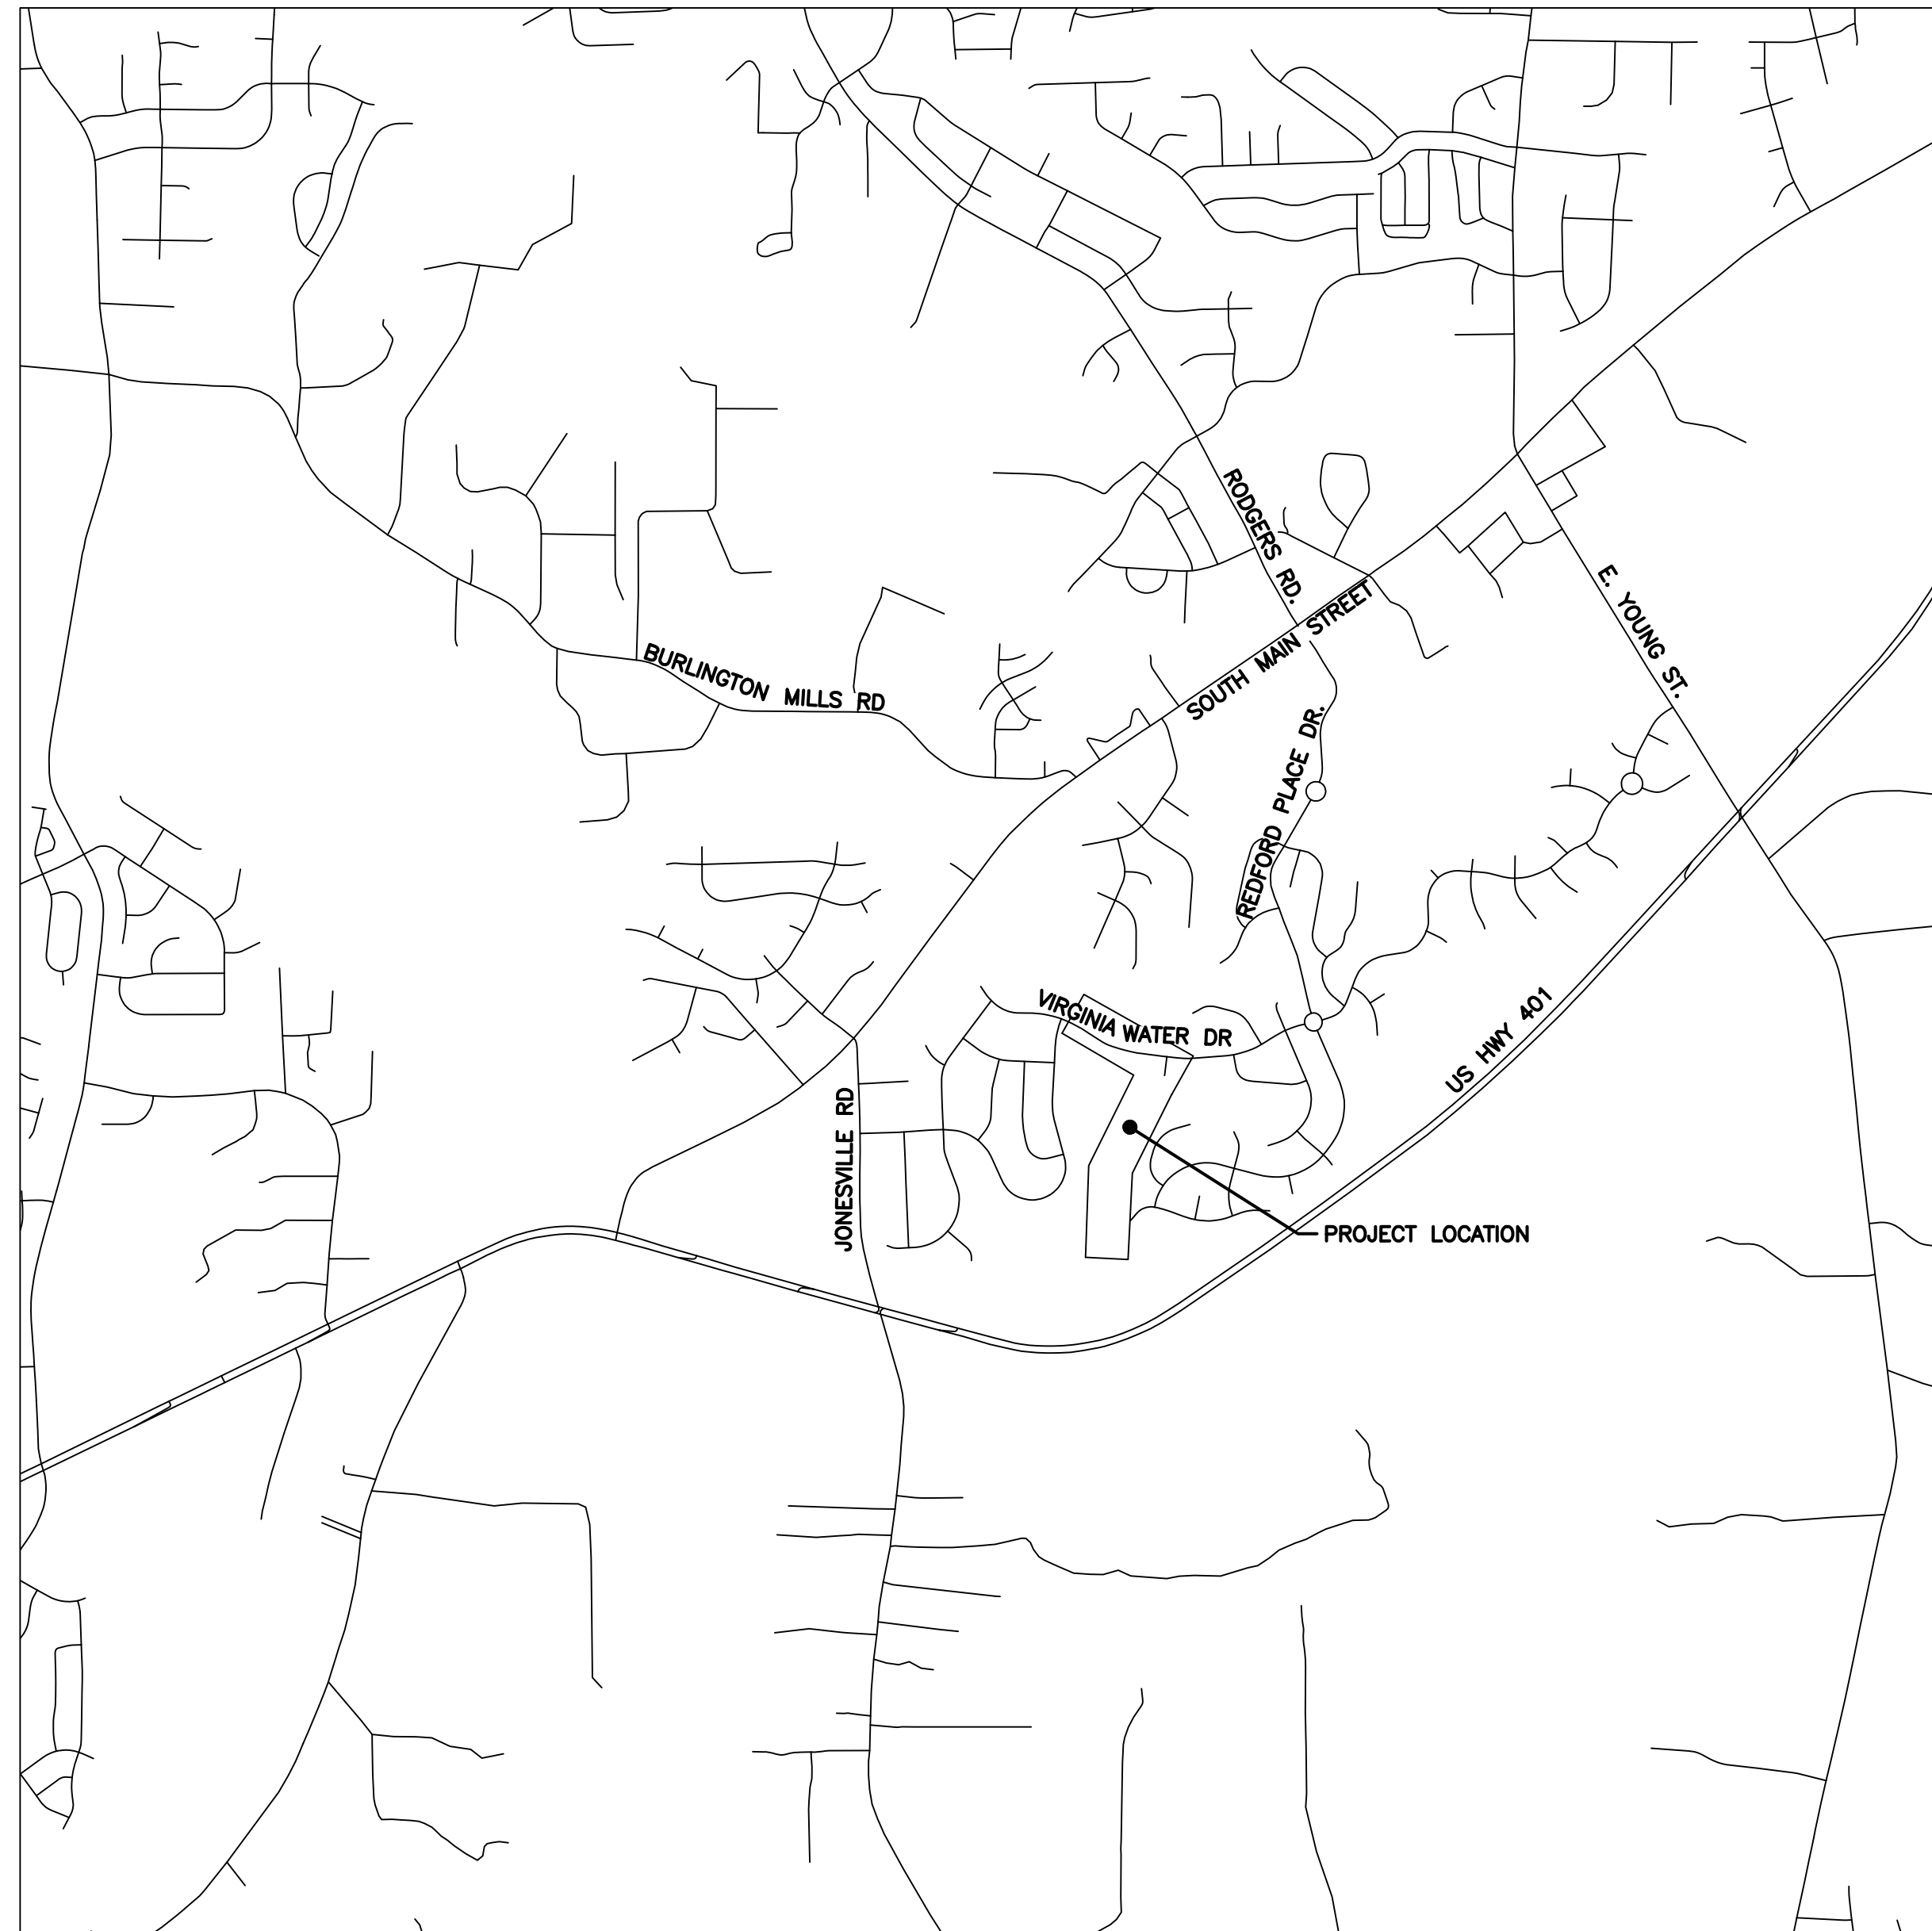 RODGERS RD.
E. YOUNG ST.
SOUTH MAIN STREET
BURLINGTON MILLS RD
REDFORD PLACE DR.
VIRGINIA WATER DR
US HWY 401
JONESVILLE RD
PROJECT LOCATION